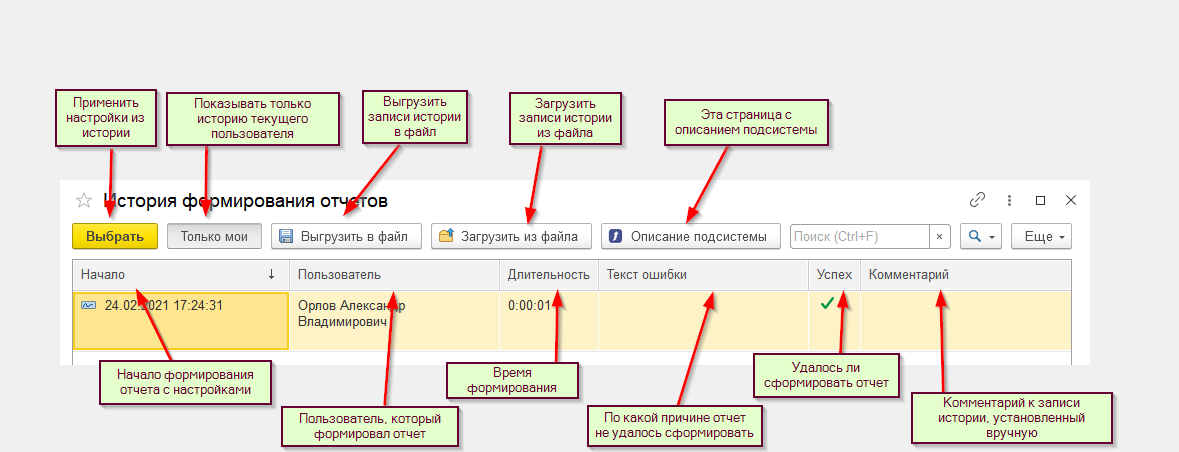 Применить
настройки из
истории
Показывать только
историю текущего
пользователя
Выгрузить
записи истории
в файл
Загрузить
записи истории
из файла
Эта страница с
описанием подсистемы
История формирования отчетов
Выбрать
Только мои
Выгрузить в файл
Загрузить из файла
Описание подсистемы
Поиск (Ctrl+F)
×
Еще
Начало
Пользователь
Длительность
Текст ошибки
Успех
Комментарий
24.02.2021 17:24:31
Орлов Александр
Владимирович
0:00:01
Начало формирования
отчета с настройками
Пользователь, который
формировал отчет
Время
формирования
По какой причине отчет
не удалось сформировать
Удалось ли
сформировать отчет
Комментарий к записи
истории, установленный
вручную